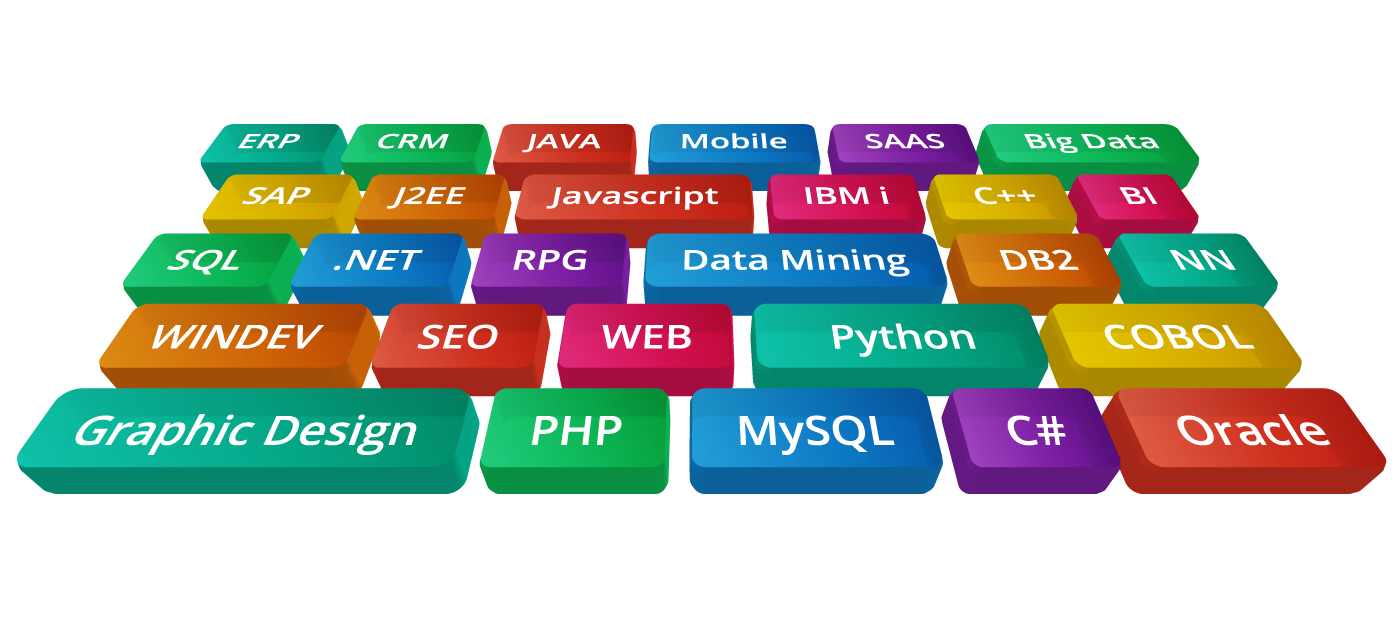 ERP CRM JAVA Mobile SAAS Big Data
SAP J2EE Javascript IBM i C++ BI
SQL .NET RPG Data Mining DB2 NN
WINDEV SEO WEB Python COBOL
Graphic Design PHP MySQL C# Oracle